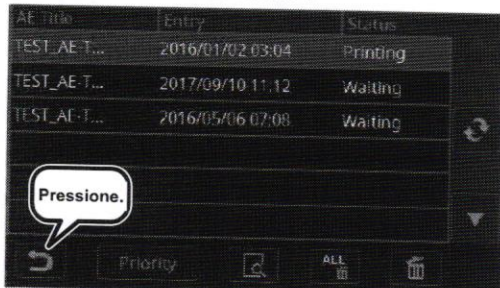 AE Title Entry Status
TEST_AE-T... 2016/01/02 03:04 Printing
TEST_AE-T... 2017/09/10 11:12 Waiting
TEST_AE-T... 2016/05/06 07:08 Waiting
Pressione.
Priority ALL